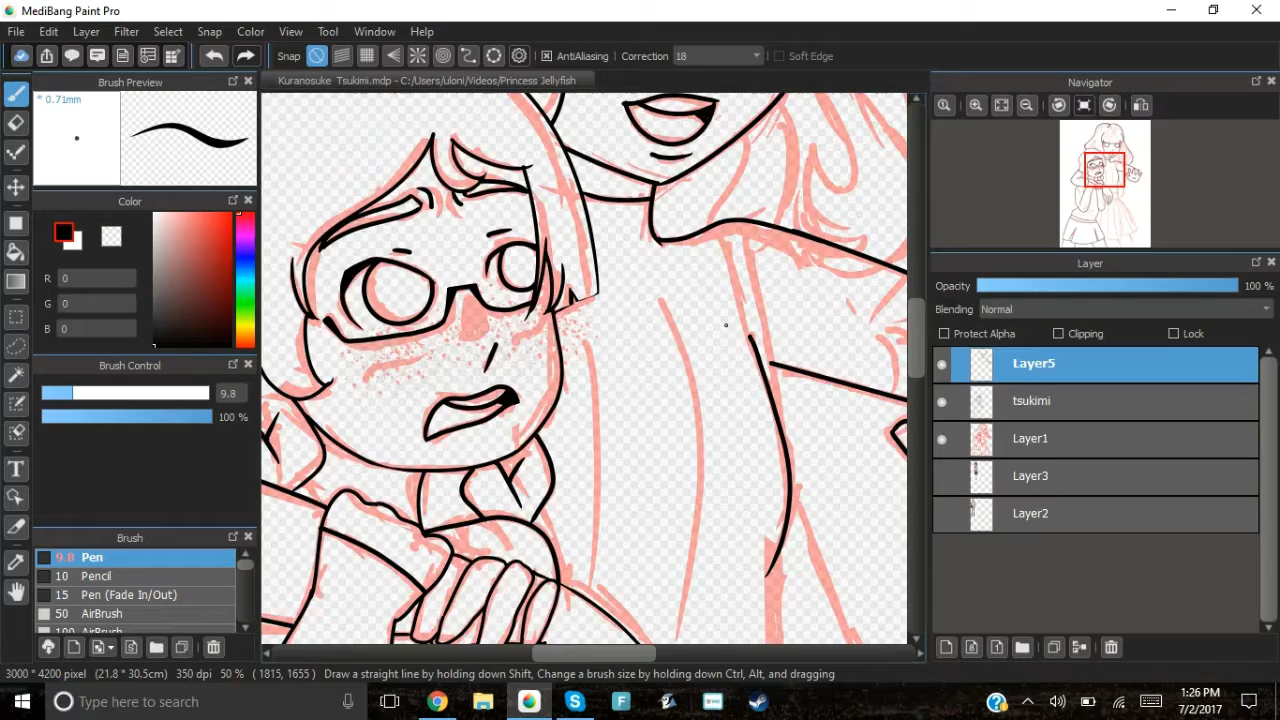 MediBang Paint Pro
File Edit Layer Filter Select Snap Color View Tool Window Help
Snap AntiAliasing Correction 18 Soft Edge
Brush Preview
Kuranosuke Tsukimi.mdp - C:/Users/uloni/Videos/Princess Jellyfish
Navigator
* 0.71mm
Color
R 0
G 0
B 0
Brush Control
9.8
100 %
Brush
9.8 Pen
10 Pencil
15 Pen (Fade In/Out)
50 AirBrush
100 AirBrush
Layer
Opacity 100 %
Blending Normal
Protect Alpha Clipping Lock
Layer5
tsukimi
Layer1
Layer3
Layer2
3000 * 4200 pixel (21.8 * 30.5cm) 350 dpi 50 % ( 1815, 1655 ) Draw a straight line by holding down Shift, Change a brush size by holding down Ctrl, Alt, and dragging
Type here to search
1:26 PM
7/2/2017